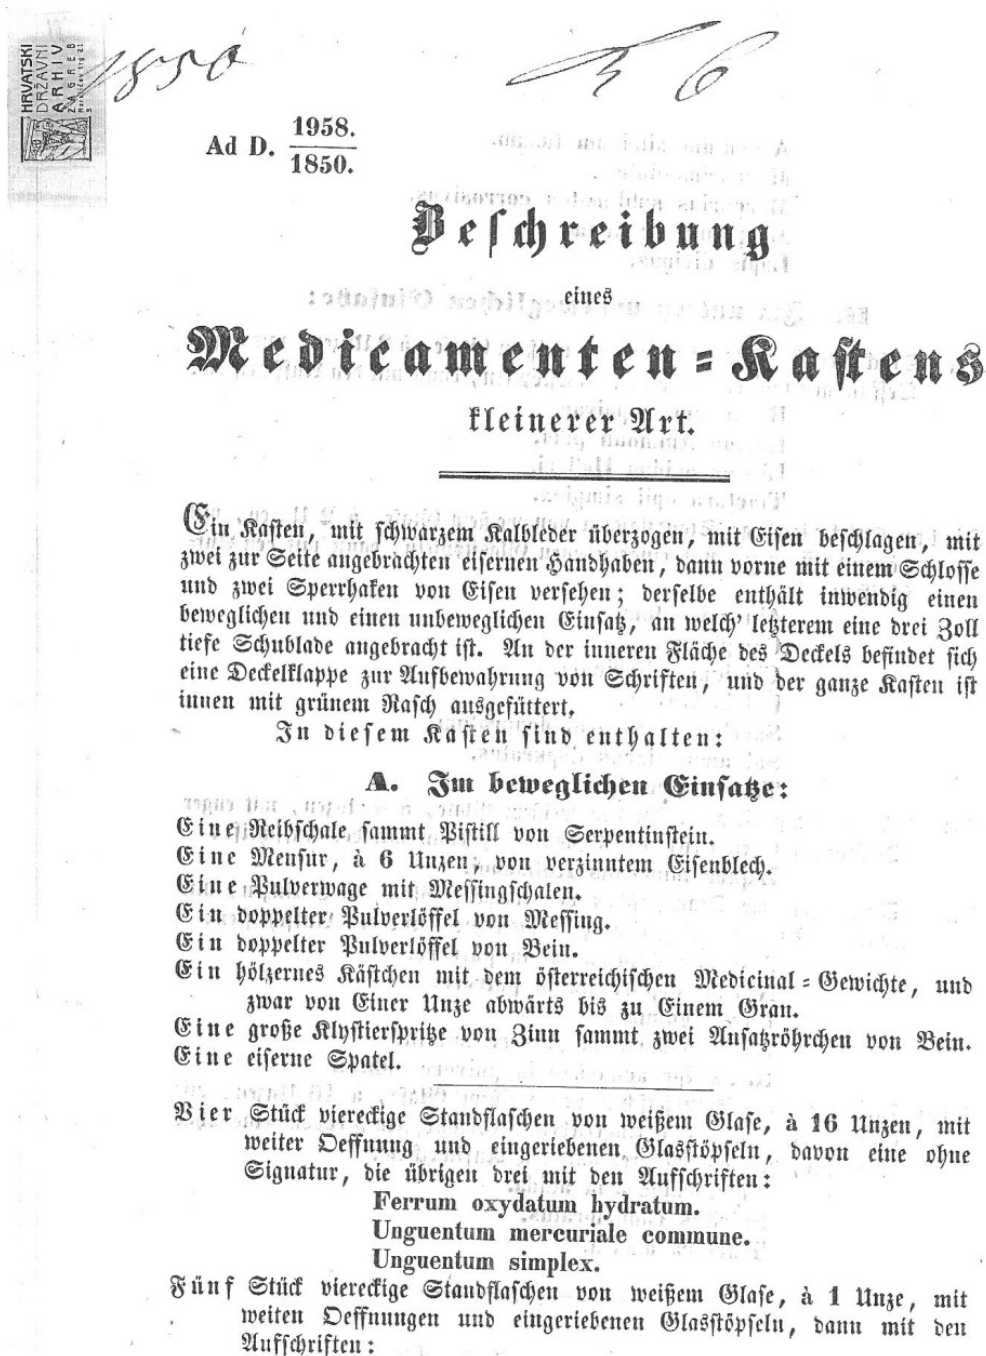 HRVATSKI
DRŽAVNI
ARHIV
ZAGREB
1850
6
Ad D. 1958.
1850.
Beschreibung
eines
Medicamenten-Kastens
kleinerer Art.
Ein Kasten, mit schwarzem Kalbleder überzogen, mit Eisen beschlagen, mit
zwei zur Seite angebrachten eisernen Handhaben, dann vorne mit einem Schlosse
und zwei Sperrhaken von Eisen versehen; derselbe enthält inwendig einen
beweglichen und einen unbeweglichen Einsatz, an welch' letzterem eine drei Zoll
tiefe Schublade angebracht ist. An der inneren Fläche des Deckels befindet sich
eine Deckelklappe zur Aufbewahrung von Schriften, und der ganze Kasten ist
innen mit grünem Rasch ausgefüttert.
In diesem Kasten sind enthalten:
A. Im beweglichen Einsatze:
Eine Reibschale sammt Pistill von Serpentinstein.
Eine Mensur, à 6 Unzen, von verzinntem Eisenblech.
Eine Pulverwage mit Messingschalen.
Ein doppelter Pulverlöffel von Messing.
Ein doppelter Pulverlöffel von Bein.
Ein hölzernes Kästchen mit dem österreichischen Medicinal-Gewichte, und
zwar von Einer Unze abwärts bis zu Einem Gran.
Eine große Klystierspritze von Zinn sammt zwei Ansatzröhrchen von Bein.
Eine eiserne Spatel.
Vier Stück viereckige Standflaschen von weißem Glase, à 16 Unzen, mit
weiter Oeffnung und eingeriebenen Glasstöpseln, davon eine ohne
Signatur, die übrigen drei mit den Aufschriften:
Ferrum oxydatum hydratum.
Unguentum mercuriale commune.
Unguentum simplex.
Fünf Stück viereckige Standflaschen von weißem Glase, à 1 Unze, mit
weiten Oeffnungen und eingeriebenen Glasstöpseln, dann mit den
Aufschriften: